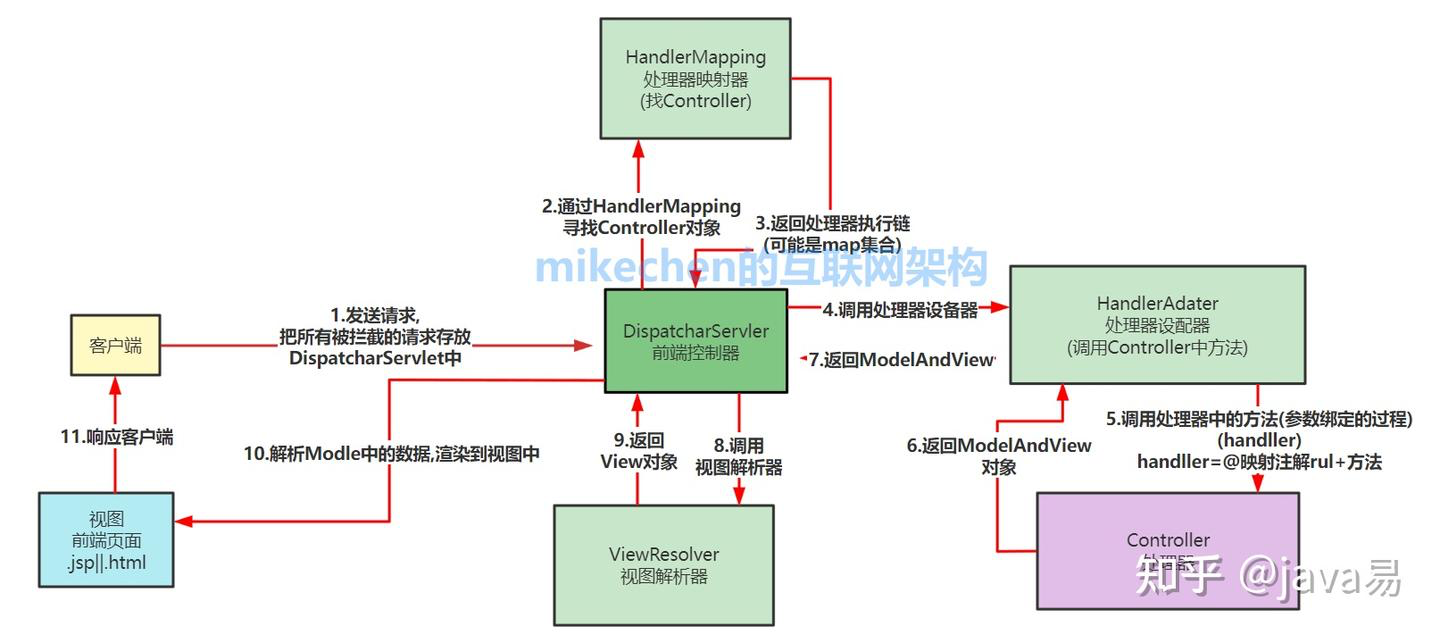 HandlerMapping
处理器映射器
(找Controller)
2.通过HandlerMapping
寻找Controller对象
3.返回处理器执行链
(可能是map集合)
mikechen的互联网架构
1.发送请求,
把所有被拦截的请求存放
DispatcharServlet中
客户端
DispatcharServler
前端控制器
4.调用处理器设备器
7.返回ModelAndView
HandlerAdater
处理器设配器
(调用Controller中方法)
11.响应客户端
10.解析Modle中的数据,渲染到视图中
9.返回
View对象
8.调用
视图解析器
6.返回ModelAndView
对象
5.调用处理器中的方法(参数绑定的过程)
(handller)
handller=@映射注解rul+方法
视图
前端页面
.jsp||.html
ViewResolver
视图解析器
Controller
处理器
知乎 @java易